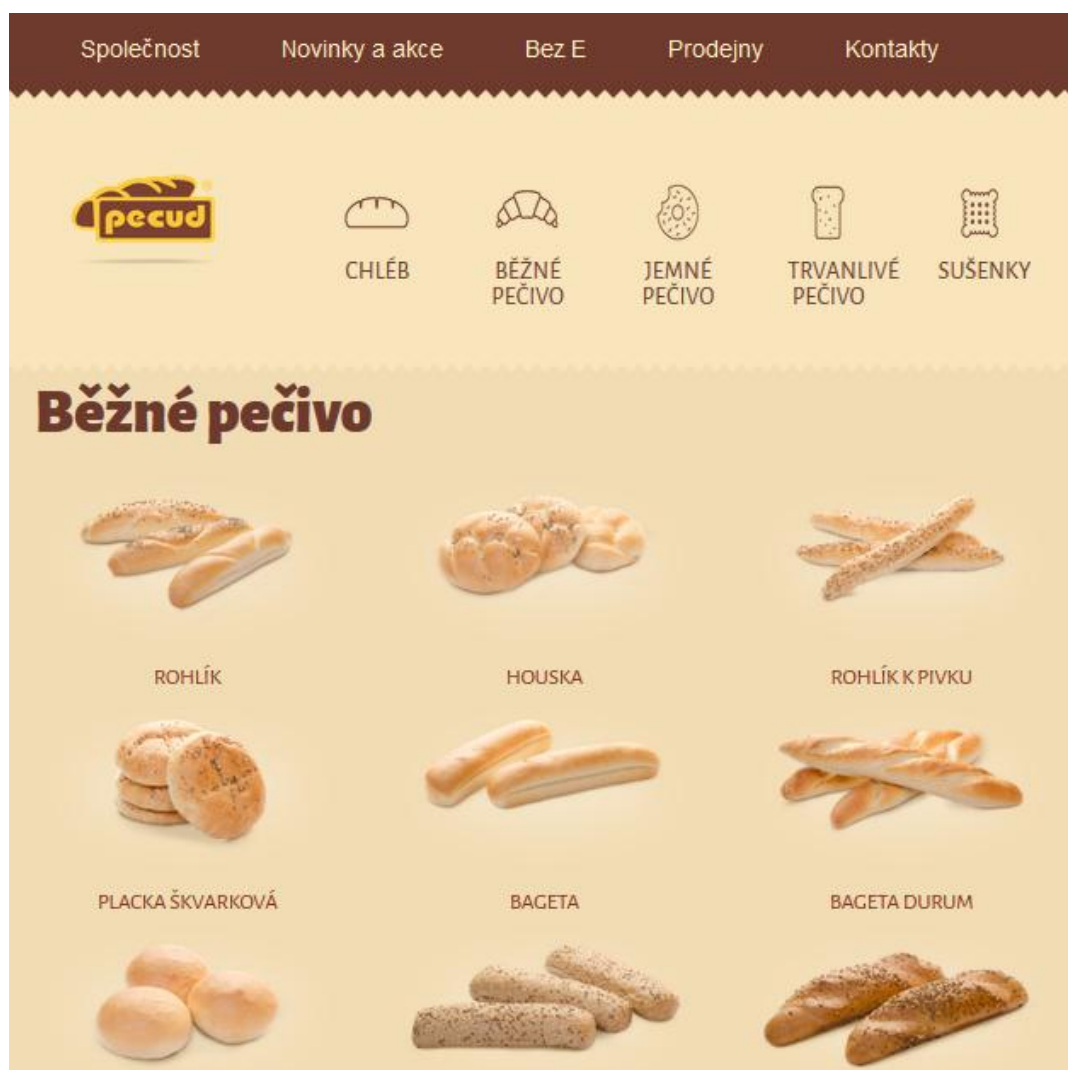 Společnost Novinky a akce Bez E Prodejny Kontakty
pecud
CHLÉB
BĚŽNÉ
PEČIVO
JEMNÉ
PEČIVO
TRVANLIVÉ
PEČIVO
SUŠENKY
Běžné pečivo
ROHLÍK HOUSKA ROHLÍK K PIVKU
PLACKA ŠKVARKOVÁ BAGETA BAGETA DURUM